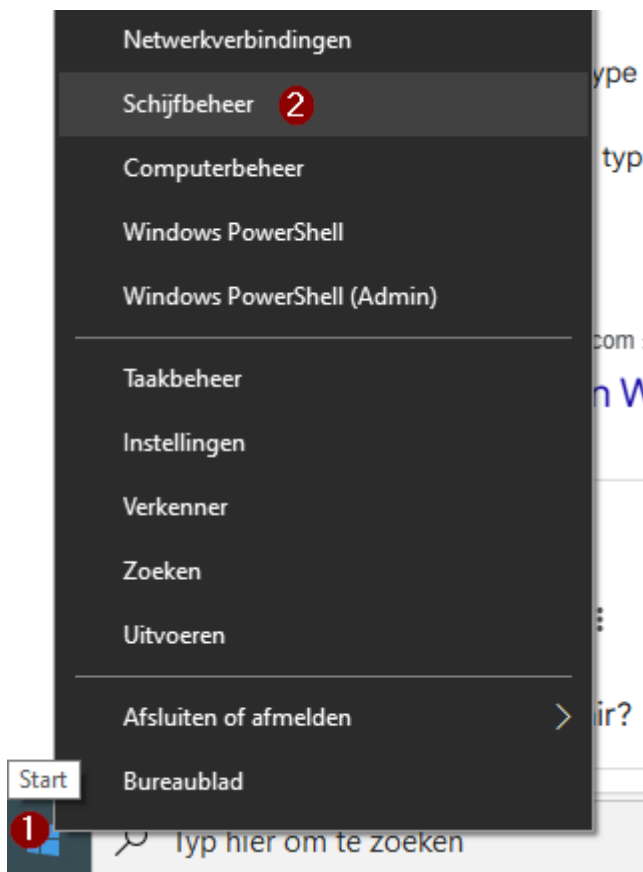 Netwerkverbindingen
ype
Schijfbeheer 2
Computerbeheer
typ
Windows PowerShell
Windows PowerShell (Admin)
com
Taakbeheer
n W
Instellingen
Verkenner
Zoeken
Uitvoeren
Afsluiten of afmelden
ir?
Start
Bureaublad
1
Typ hier om te zoeken